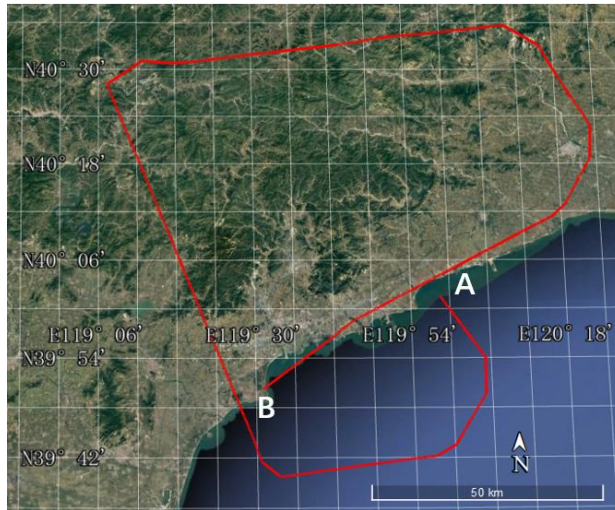 N40° 30'
N40° 18'
N40° 06'
A
E119° 06' E119° 30' E119° 54' E120° 18'
N39° 54'
B
N39° 42'
N
50 km